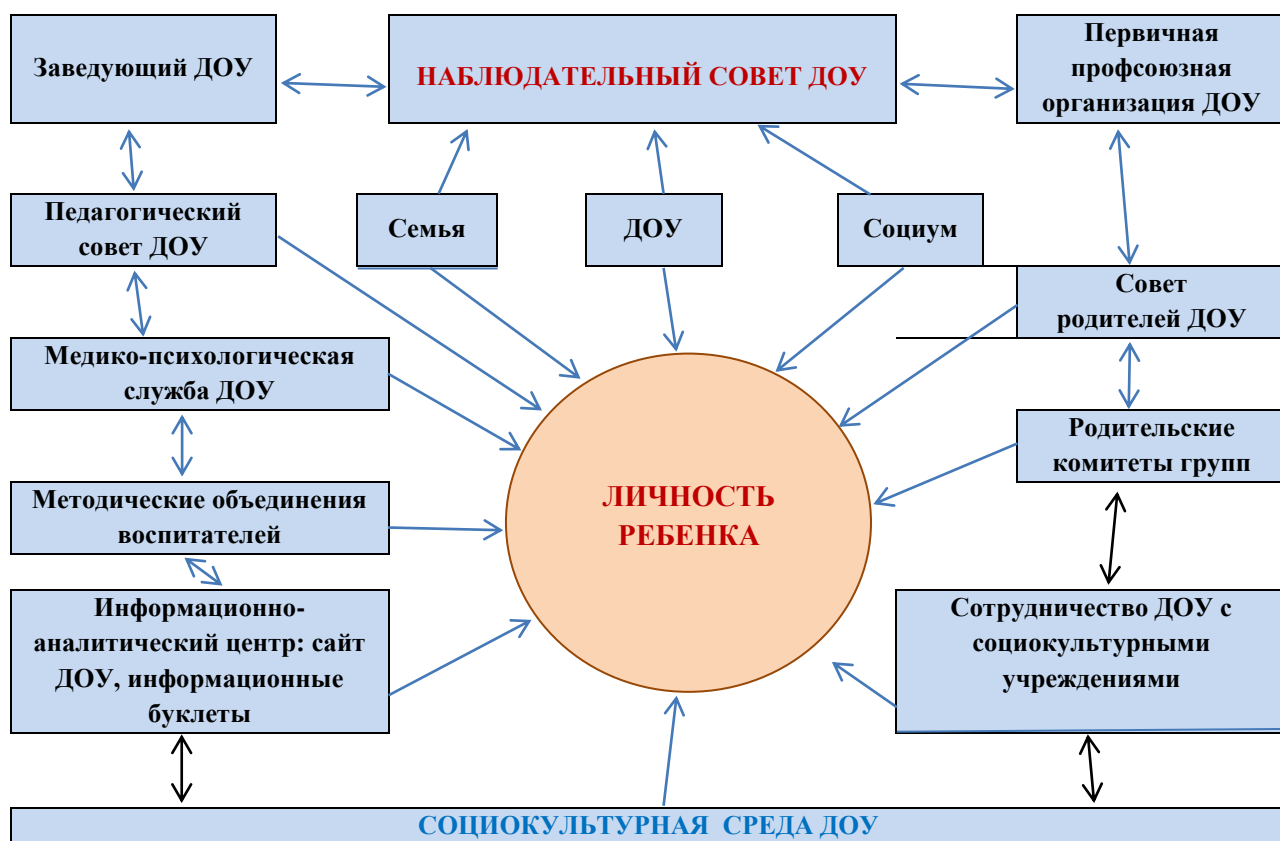 Заведующий ДОУ
НАБЛЮДАТЕЛЬНЫЙ СОВЕТ ДОУ
Первичная
профсоюзная
организация ДОУ
Педагогический
совет ДОУ
Семья
ДОУ
Социум
Совет
родителей ДОУ
Медико-психологическая
служба ДОУ
Родительские
комитеты групп
ЛИЧНОСТЬ
РЕБЕНКА
Методические объединения
воспитателей
Информационно-
аналитический центр: сайт
ДОУ, информационные
буклеты
Сотрудничество ДОУ с
социокультурными
учреждениями
СОЦИОКУЛЬТУРНАЯ СРЕДА ДОУ